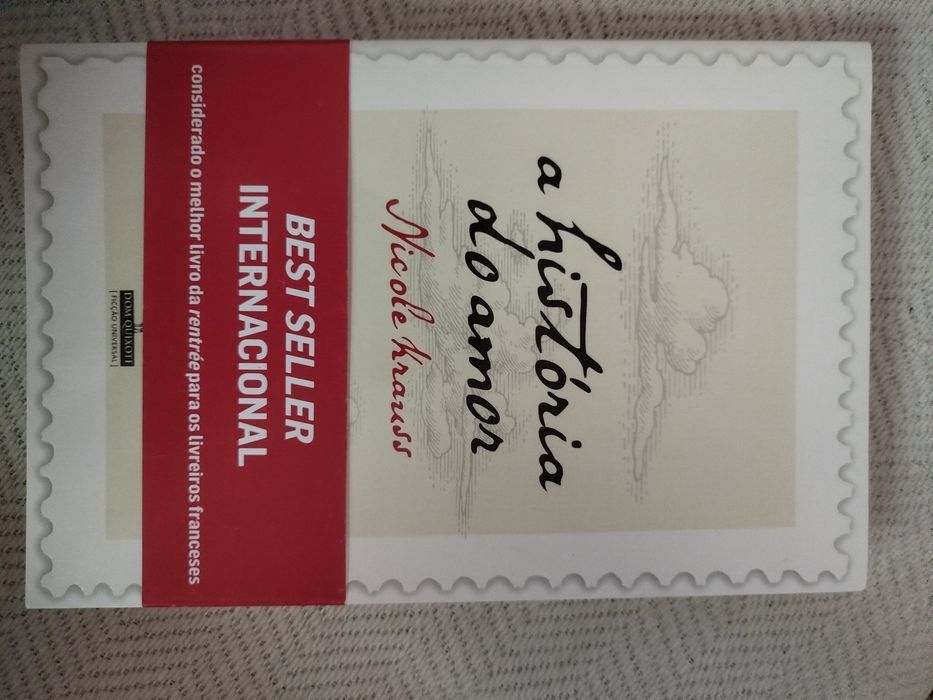 a história
do amor
Nicole Krauss
BEST SELLER
INTERNACIONAL
considerado o melhor livro da rentrée para os livreiros franceses
DOM QUIXOTE
[ FICÇÃO UNIVERSAL ]